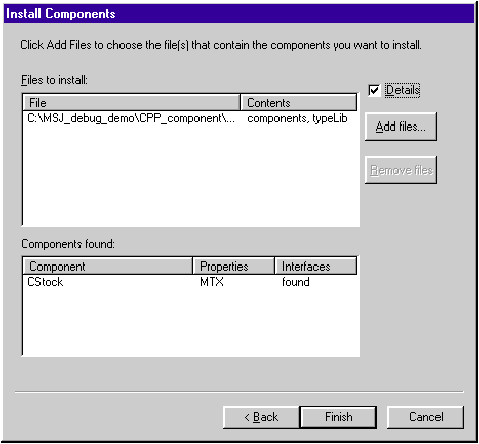 Install Components
Click Add Files to choose the file(s) that contain the components you want to install.
Files to install:
Details
File Contents
C:\MSJ_debug_demo\CPP_component\... components, typeLib
Add files...
Remove files
Components found:
Component Properties Interfaces
CStock MTX found
< Back Finish Cancel